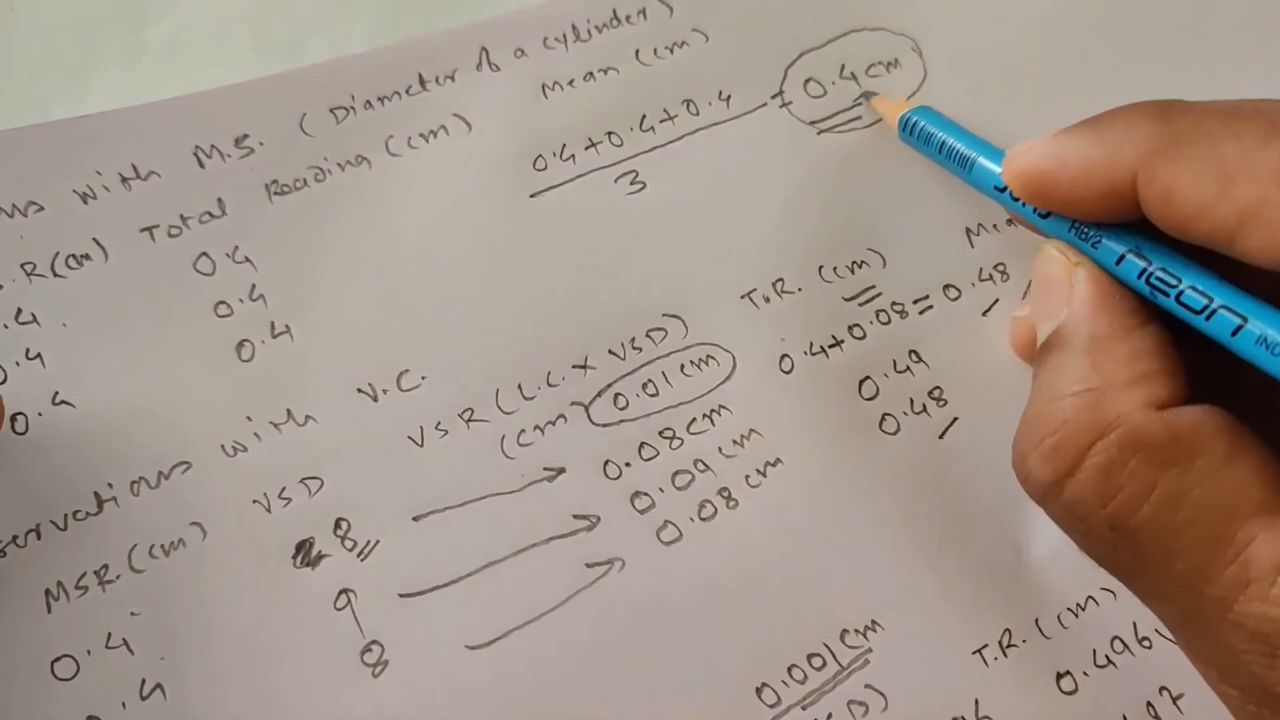 with M.S. (Diameter of a cylinder)
R(cm) Total Reading (cm) Mean (cm)
.4 0.4 0.4+0.4+0.4 = 0.4 cm
0.4 0.4 3
0.4 0.4
servations with V.C.
MSR.(cm) VSD VSR (L.C. x VSD) T.R. (cm)
(cm) 0.01 cm
0.4 8 0.08 cm 0.4+0.08=0.48
.4 9 0.09 cm 0.49
8 0.08 cm 0.48
0.001 cm T.R. (cm)
0.496
HB/2 neon